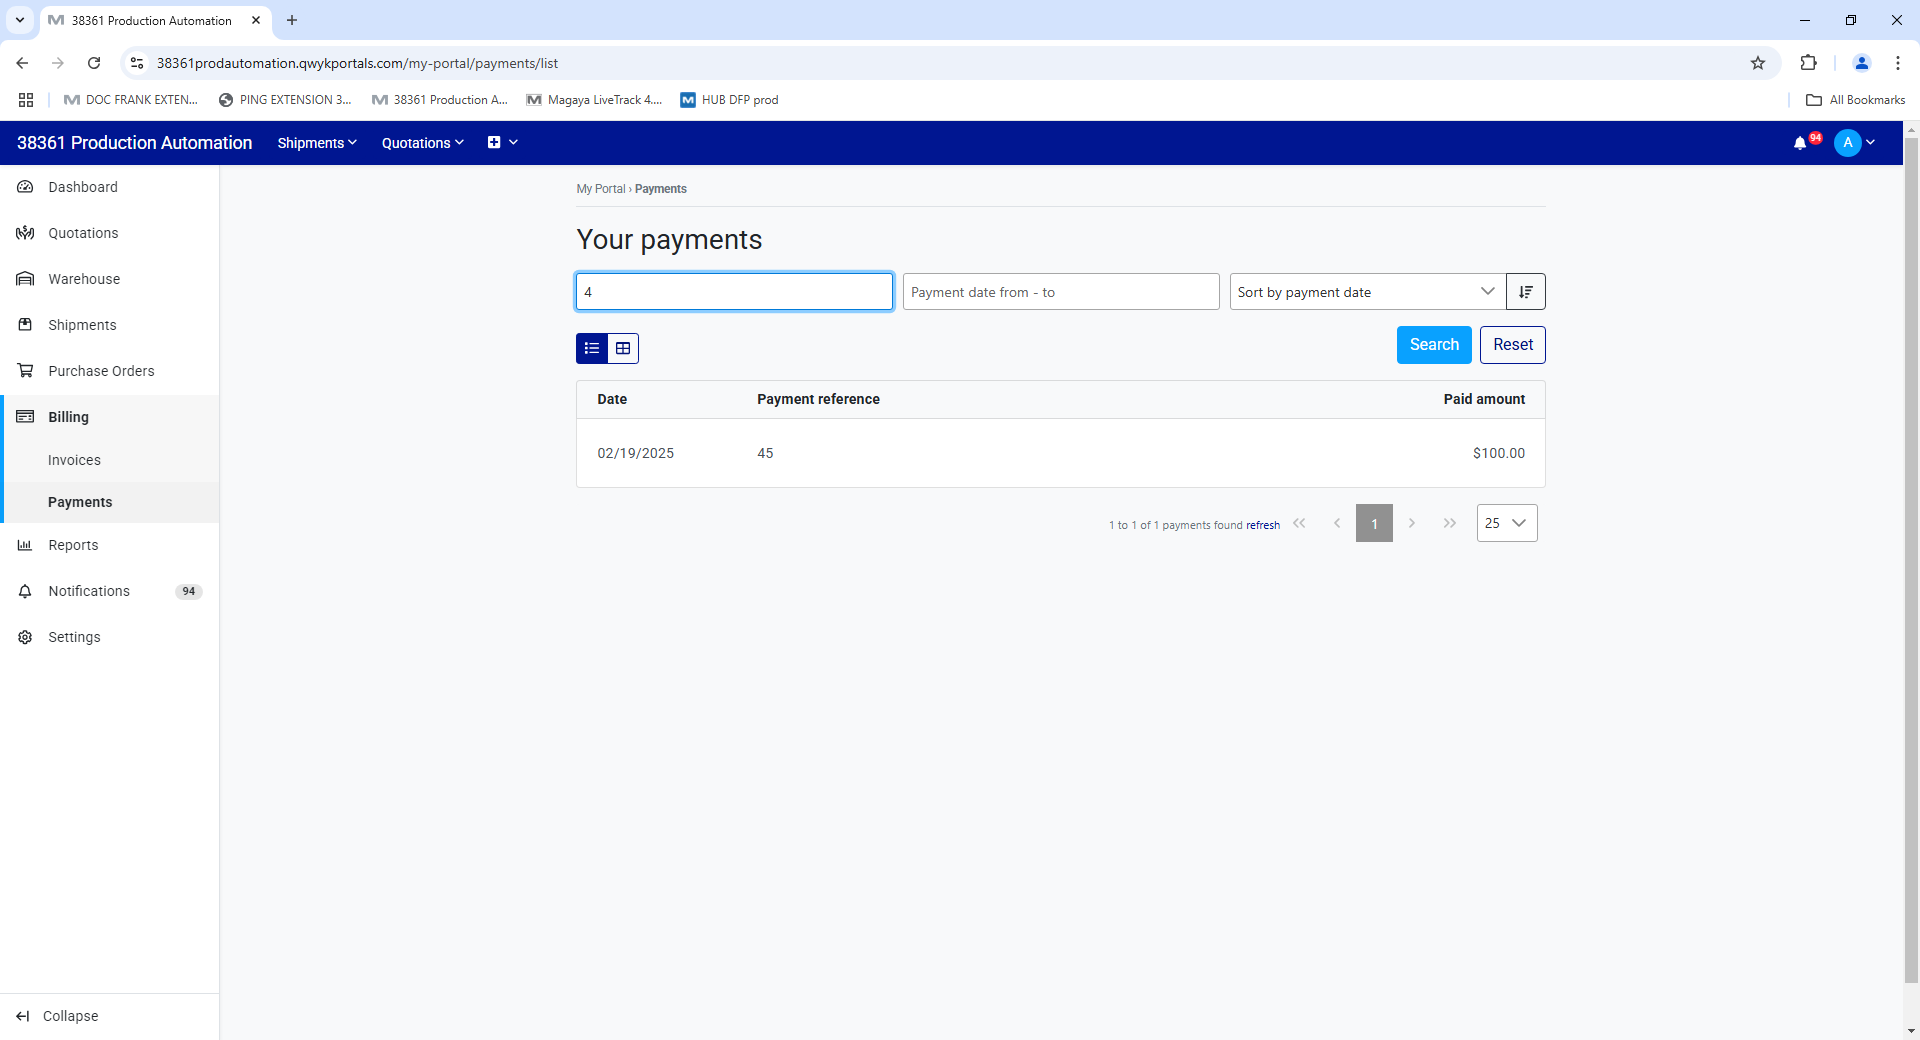 38361 Production Automation
38361prodautomation.qwykportals.com/my-portal/payments/list
DOC FRANK EXTEN...
PING EXTENSION 3...
38361 Production A...
Magaya LiveTrack 4....
HUB DFP prod
All Bookmarks
38361 Production Automation
Shipments
Quotations
94
A
Dashboard
Quotations
Warehouse
Shipments
Purchase Orders
Billing
Invoices
Payments
Reports
Notifications 94
Settings
Collapse
My Portal › Payments
Your payments
4
Payment date from - to
Sort by payment date
Search
Reset
Date Payment reference Paid amount
02/19/2025 45 $100.00
1 to 1 of 1 payments found refresh
1
25